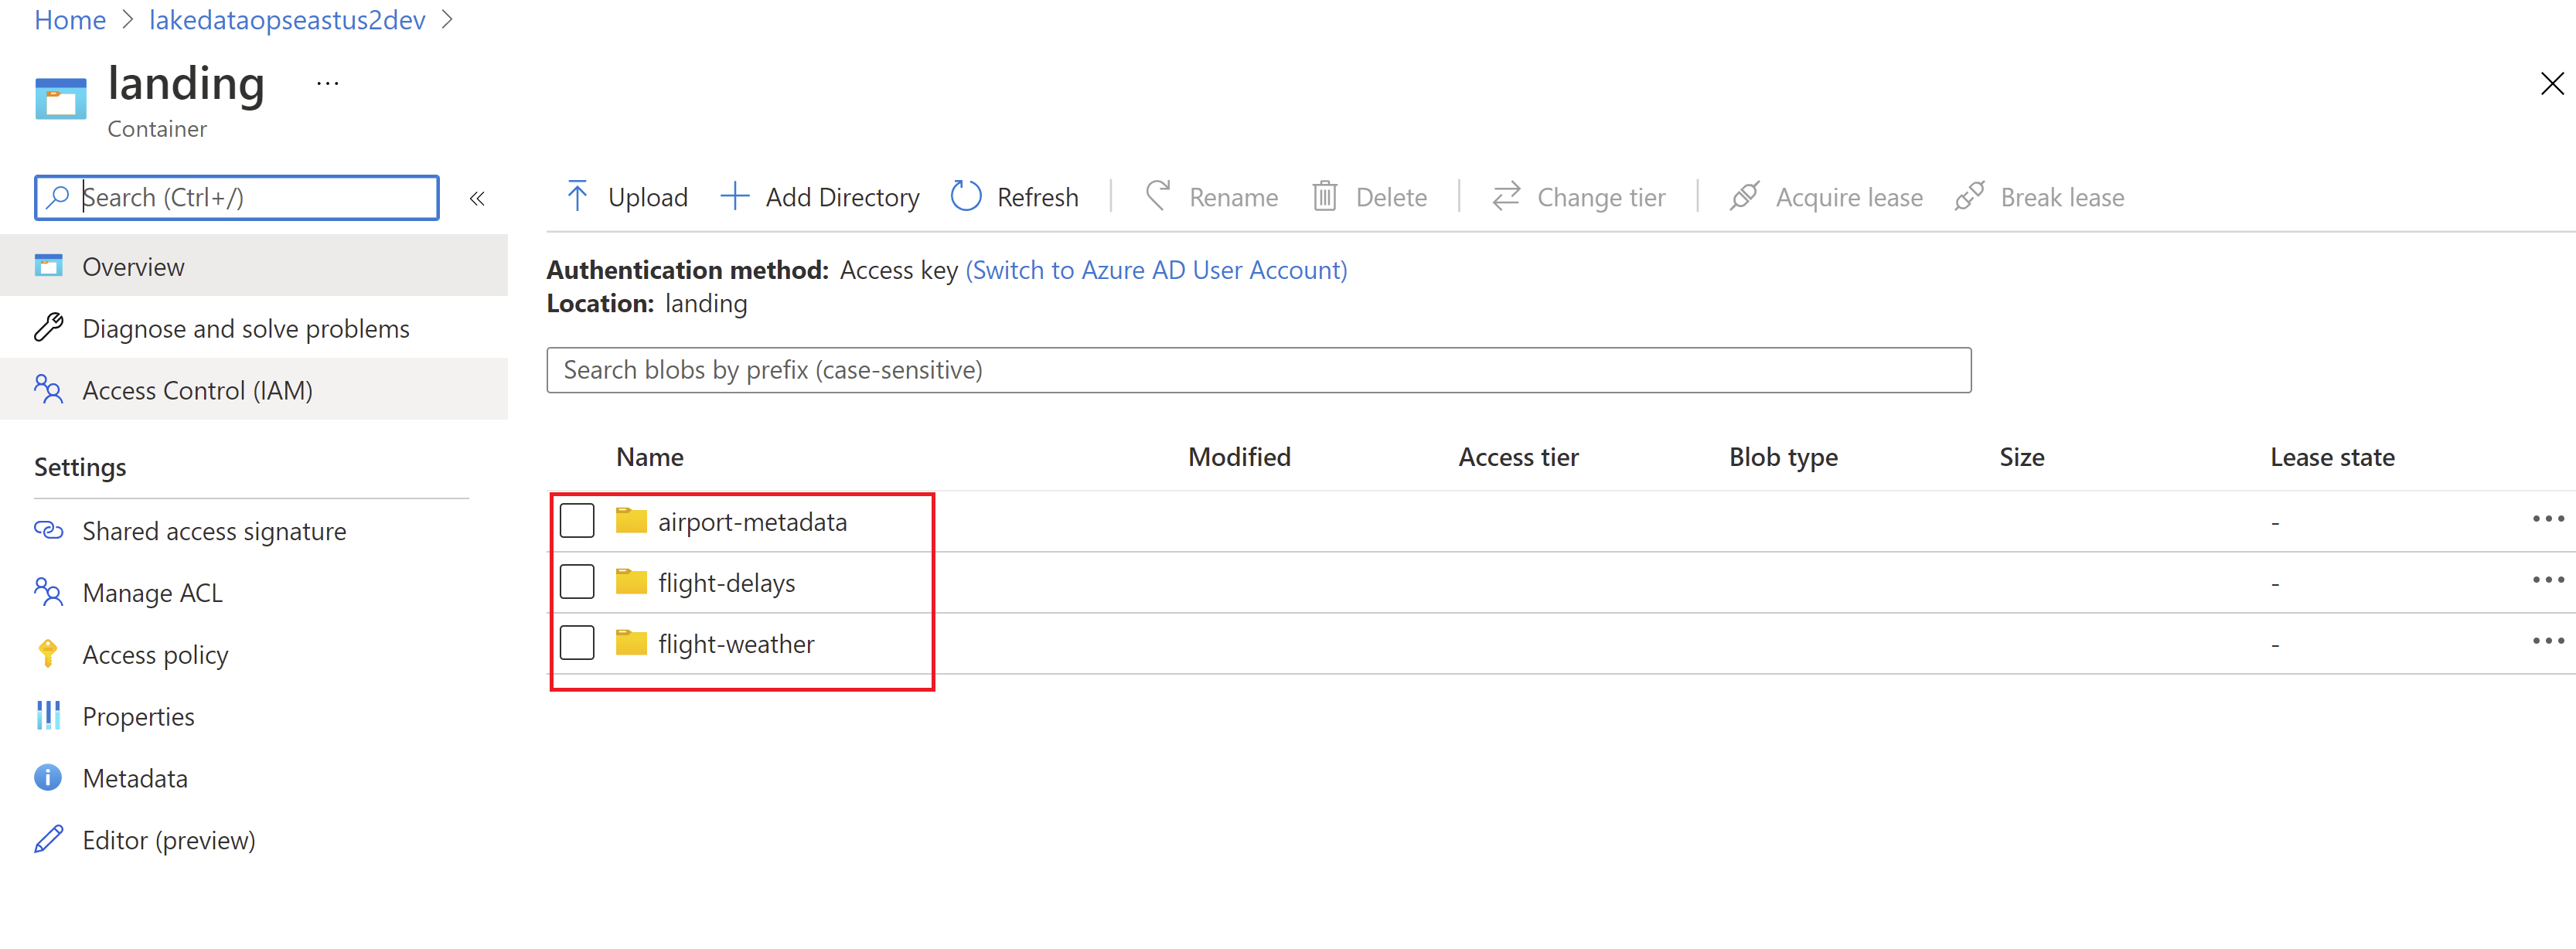 Home > lakedataopseastus2dev >
landing ...
Container
Search (Ctrl+/) «
Overview
Diagnose and solve problems
Access Control (IAM)
Settings
Shared access signature
Manage ACL
Access policy
Properties
Metadata
Editor (preview)
Upload Add Directory Refresh Rename Delete Change tier Acquire lease Break lease
Authentication method: Access key (Switch to Azure AD User Account)
Location: landing
Search blobs by prefix (case-sensitive)
Name Modified Access tier Blob type Size Lease state
airport-metadata - •••
flight-delays - •••
flight-weather - •••